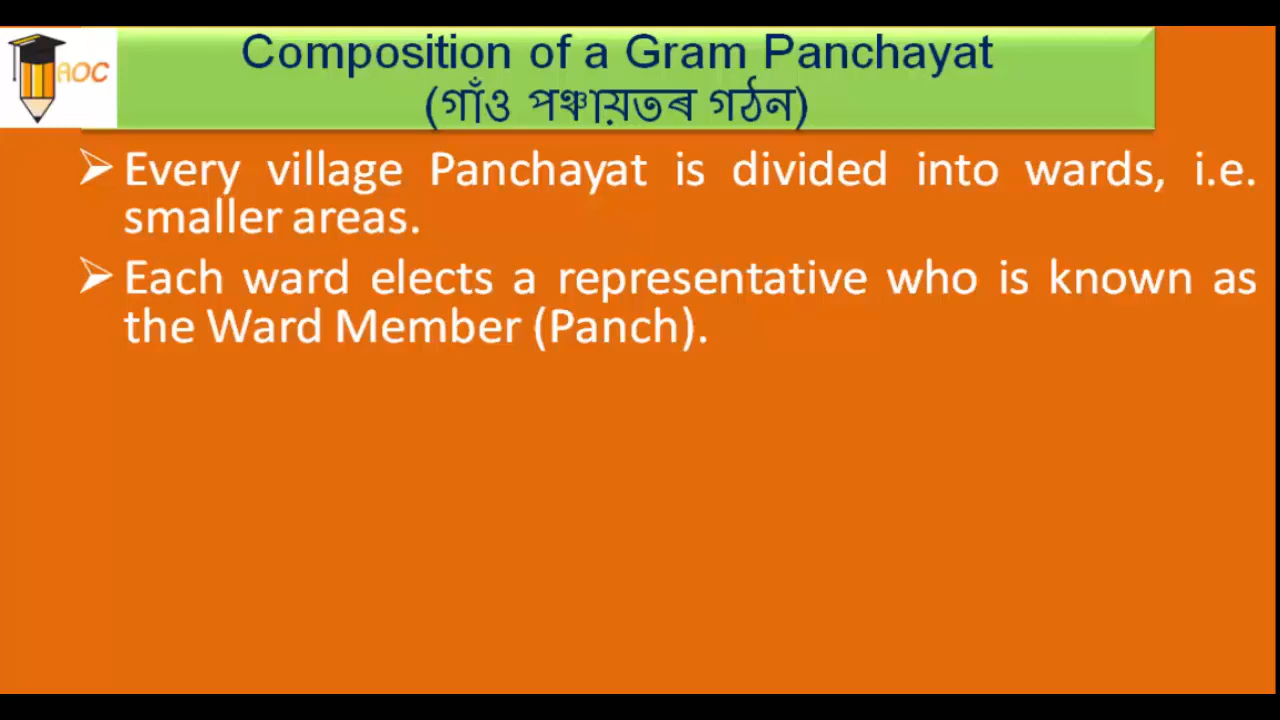 AOC
Composition of a Gram Panchayat
(গাঁও পঞ্চায়তৰ গঠন)
➢ Every village Panchayat is divided into wards, i.e.
smaller areas.
➢ Each ward elects a representative who is known as
the Ward Member (Panch).